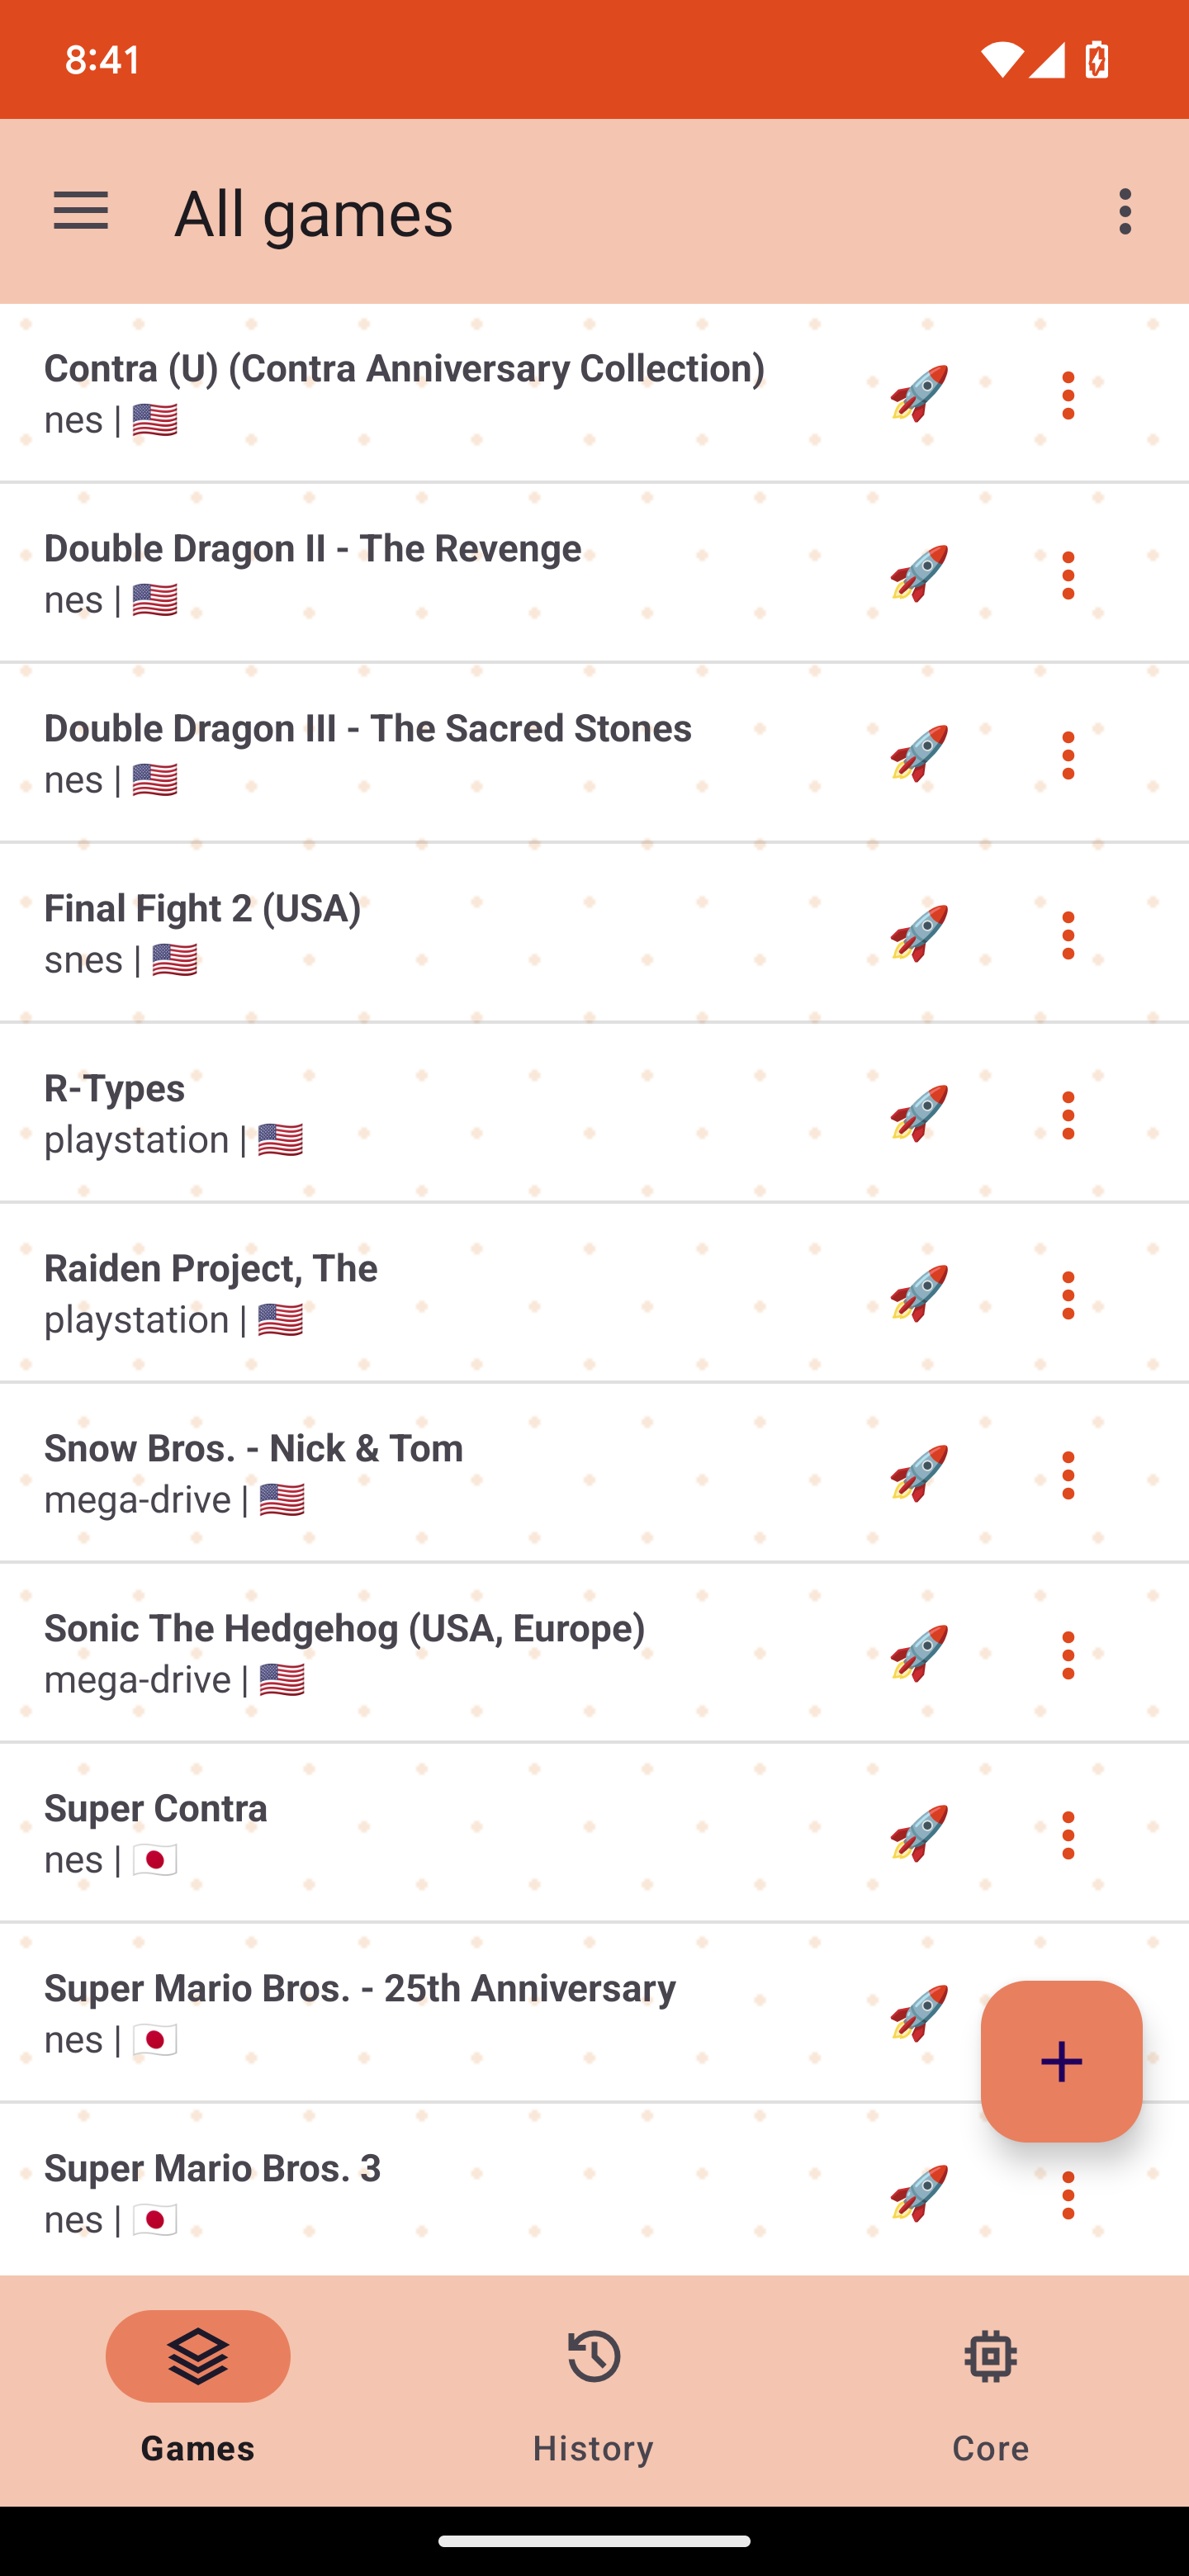 8:41
All games
Contra (U) (Contra Anniversary Collection)
nes | 🇺🇸
Double Dragon II - The Revenge
nes | 🇺🇸
Double Dragon III - The Sacred Stones
nes | 🇺🇸
Final Fight 2 (USA)
snes | 🇺🇸
R-Types
playstation | 🇺🇸
Raiden Project, The
playstation | 🇺🇸
Snow Bros. - Nick & Tom
mega-drive | 🇺🇸
Sonic The Hedgehog (USA, Europe)
mega-drive | 🇺🇸
Super Contra
nes | 🇯🇵
Super Mario Bros. - 25th Anniversary
nes | 🇯🇵
Super Mario Bros. 3
nes | 🇯🇵
Games
History
Core